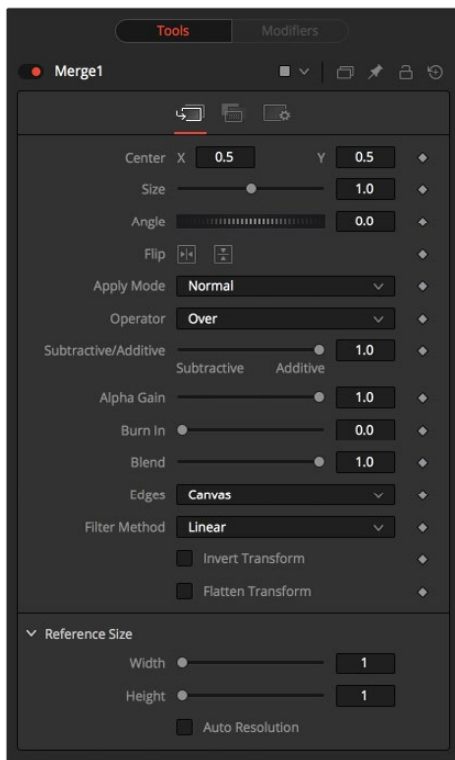 Tools Modifiers
Merge1
Center X 0.5 Y 0.5
Size 1.0
Angle 0.0
Flip
Apply Mode Normal
Operator Over
Subtractive/Additive 1.0
Subtractive Additive
Alpha Gain 1.0
Burn In 0.0
Blend 1.0
Edges Canvas
Filter Method Linear
Invert Transform
Flatten Transform
Reference Size
Width 1
Height 1
Auto Resolution